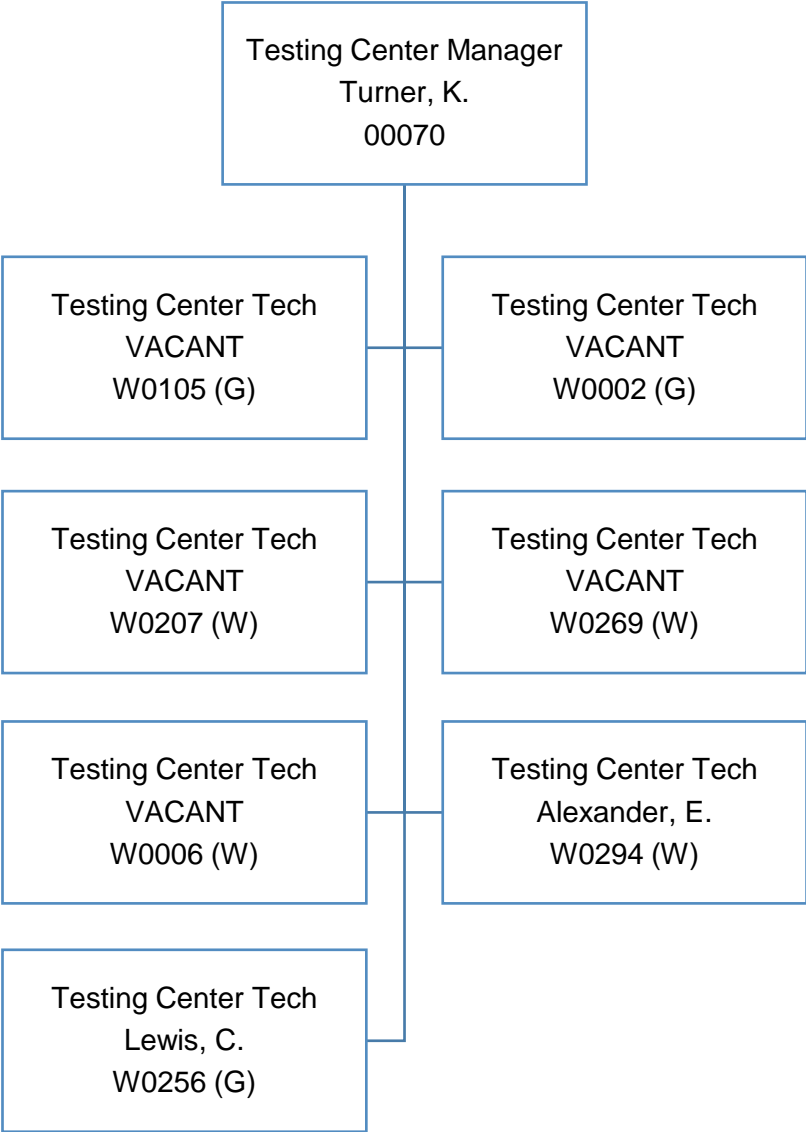 Testing Center Manager
Turner, K.
00070
Testing Center Tech
VACANT
W0105 (G)
Testing Center Tech
VACANT
W0002 (G)
Testing Center Tech
VACANT
W0207 (W)
Testing Center Tech
VACANT
W0269 (W)
Testing Center Tech
VACANT
W0006 (W)
Testing Center Tech
Alexander, E.
W0294 (W)
Testing Center Tech
Lewis, C.
W0256 (G)